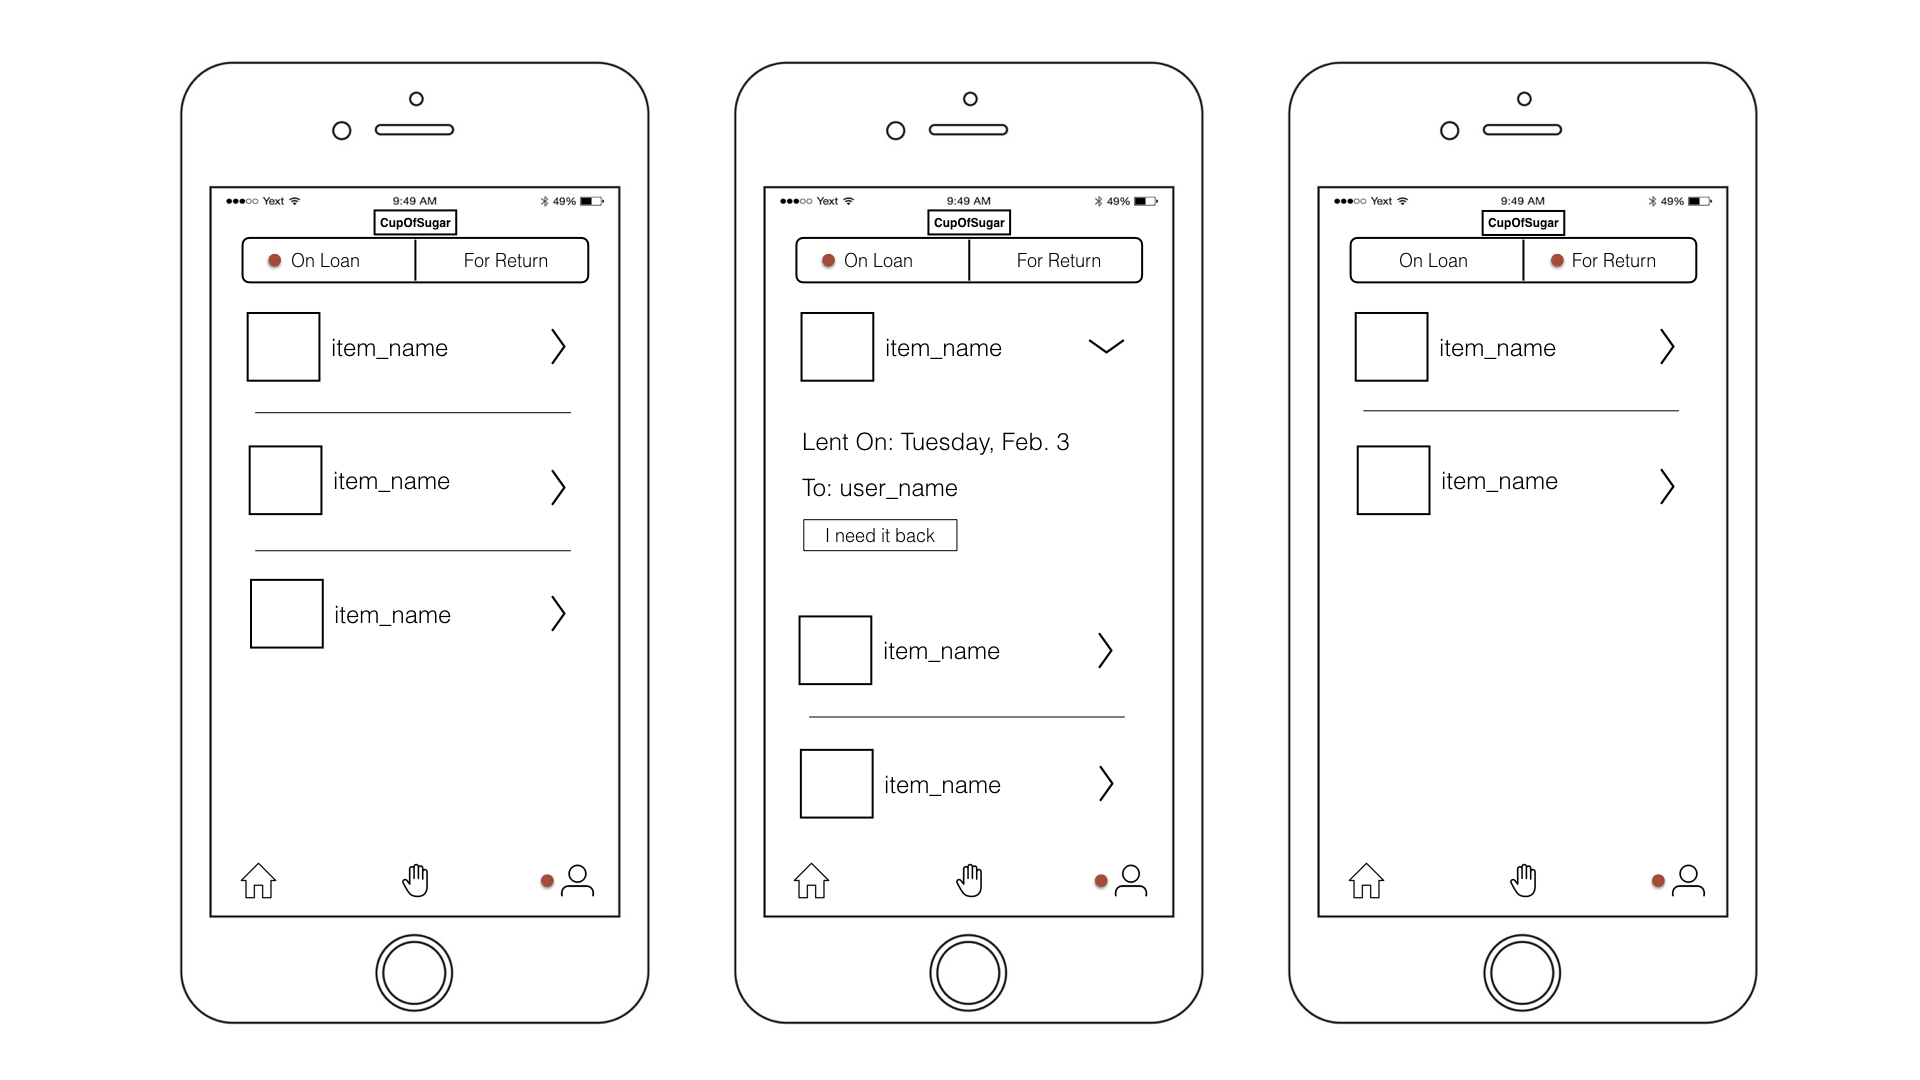 Yext 9:49 AM 49%
CupOfSugar
On Loan For Return
item_name
item_name
item_name
Yext 9:49 AM 49%
CupOfSugar
On Loan For Return
item_name
Lent On: Tuesday, Feb. 3
To: user_name
I need it back
item_name
item_name
Yext 9:49 AM 49%
CupOfSugar
On Loan For Return
item_name
item_name